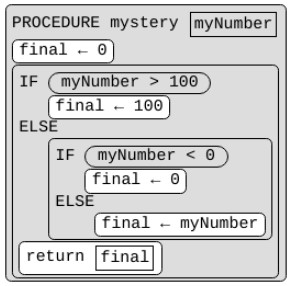 PROCEDURE mystery myNumber
final ← 0
IF myNumber > 100
final ← 100
ELSE
IF myNumber < 0
final ← 0
ELSE
final ← myNumber
return final